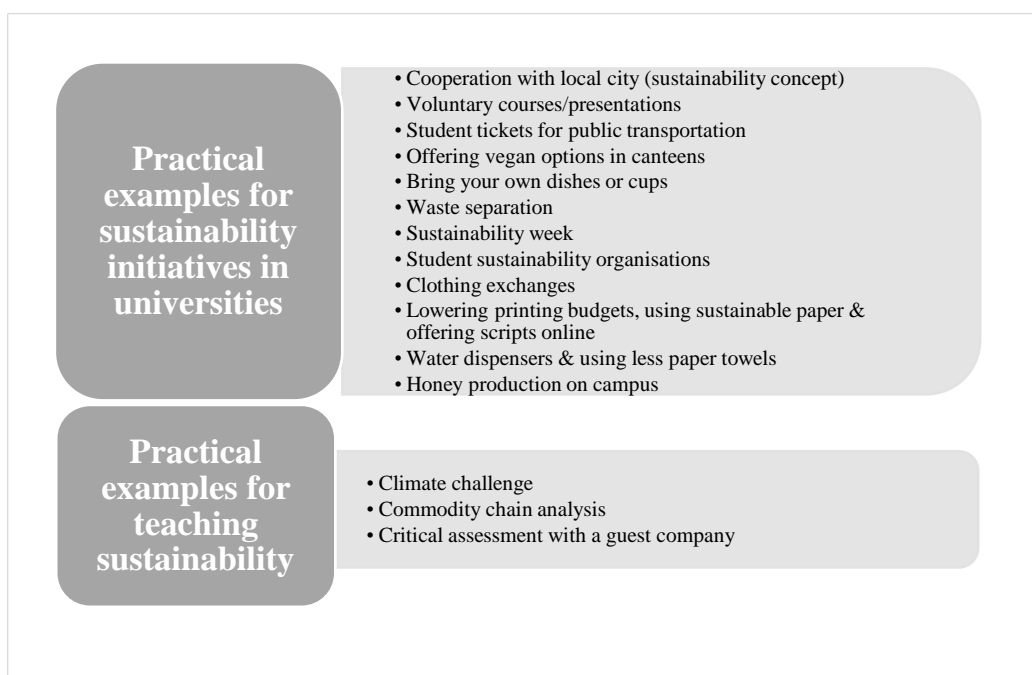 Practical
examples for
sustainability
initiatives in
universities
• Cooperation with local city (sustainability concept)
• Voluntary courses/presentations
• Student tickets for public transportation
• Offering vegan options in canteens
• Bring your own dishes or cups
• Waste separation
• Sustainability week
• Student sustainability organisations
• Clothing exchanges
• Lowering printing budgets, using sustainable paper &
offering scripts online
• Water dispensers & using less paper towels
• Honey production on campus
Practical
examples for
teaching
sustainability
• Climate challenge
• Commodity chain analysis
• Critical assessment with a guest company